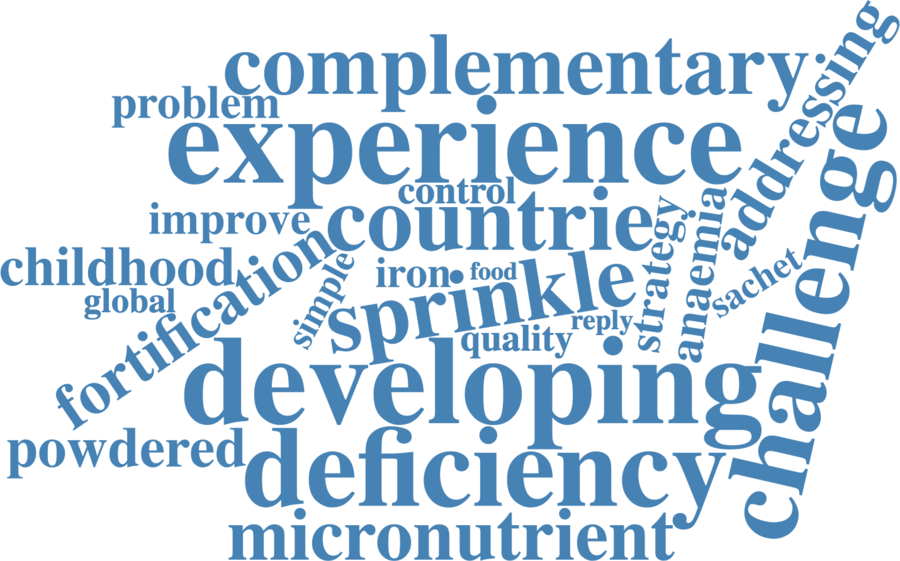 addressing
complementary
problem
challenge
experience
control
improve
countrie
strategy
anaemia
childhood
fortification
simple
iron
food
sprinkle
sachet
global
reply
quality
developing
powdered
deficiency
micronutrient